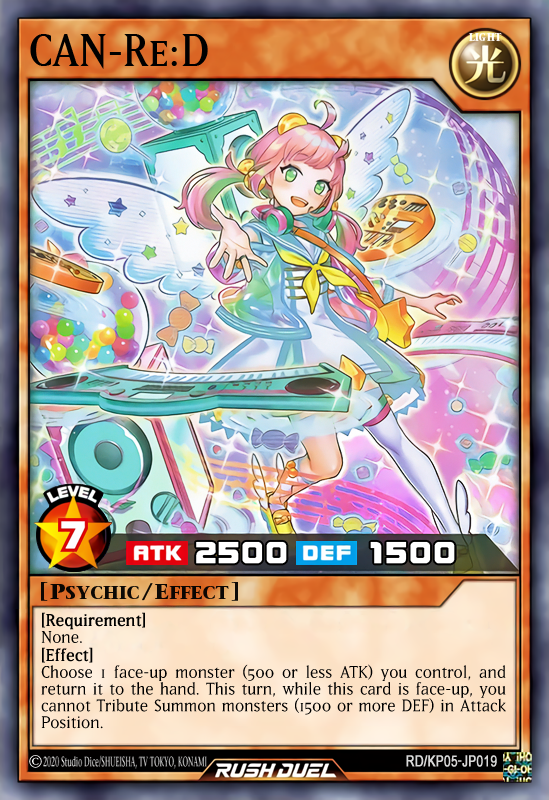 CAN-Re:D
LIGHT
光
LEVEL
7
ATK 2500 DEF 1500
[Psychic/Effect]
[Requirement]
None.
[Effect]
Choose 1 face-up monster (500 or less ATK) you control, and
return it to the hand. This turn, while this card is face-up, you
cannot Tribute Summon monsters (1500 or more DEF) in Attack
Position.
©2020 Studio Dice/SHUEISHA, TV TOKYO, KONAMI
RUSH DUEL
RD/KP05-JP019